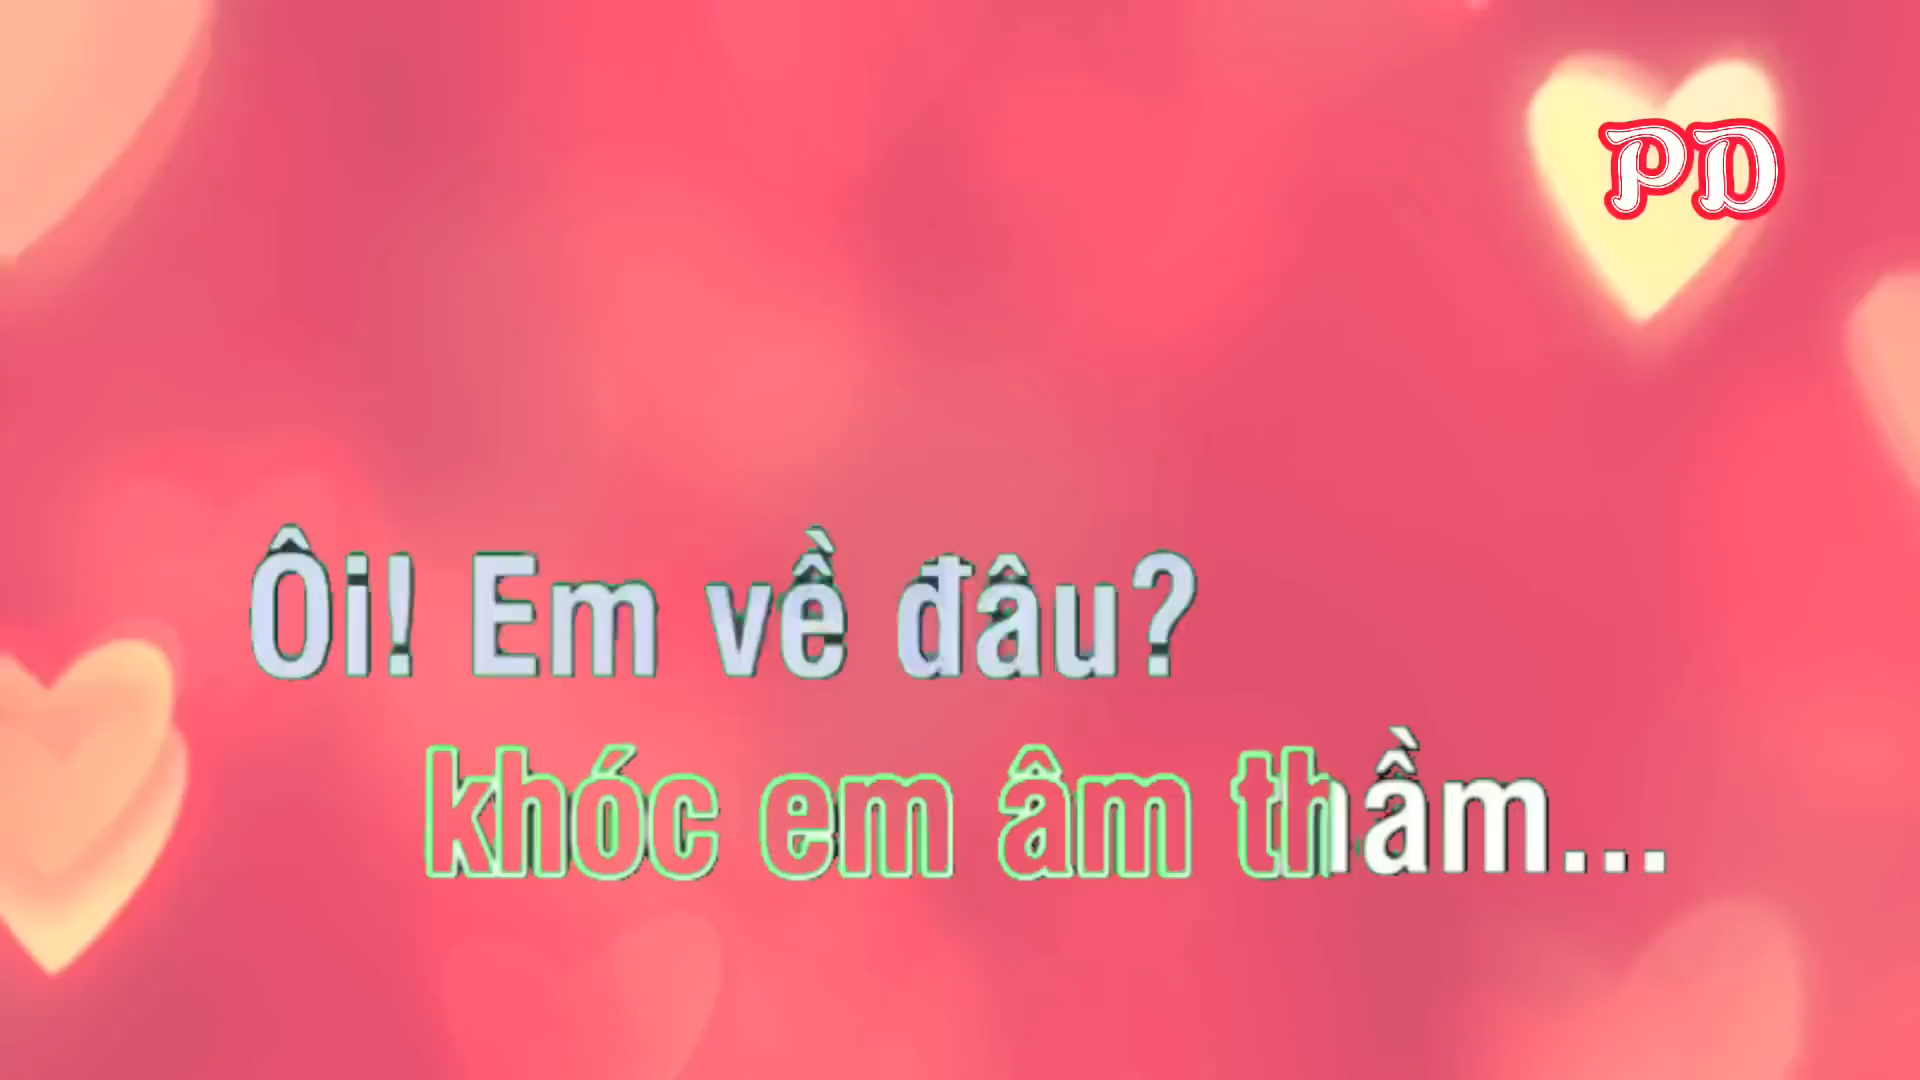 PD
Ôi! Em về đâu?
khóc em âm thầm...